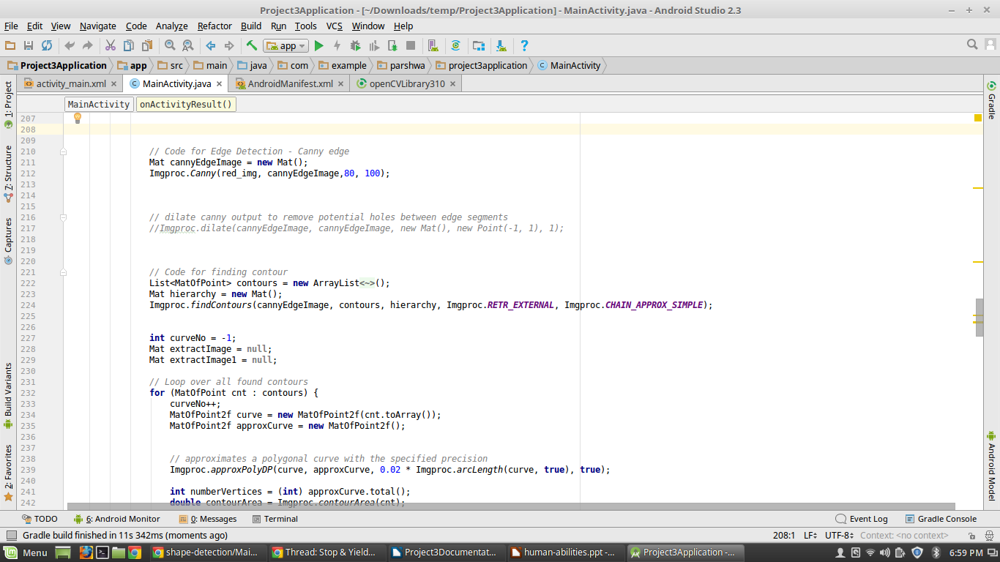 Project3Application - [~/Downloads/temp/Project3Application] - MainActivity.java - Android Studio 2.3
File Edit View Navigate Code Analyze Refactor Build Run Tools VCS Window Help
app
Project3Application app src main java com example parshwa project3application MainActivity
activity_main.xml MainActivity.java AndroidManifest.xml openCVLibrary310
MainActivity onActivityResult()
1: Project
Z: Structure
Captures
Build Variants
2: Favorites
Gradle
Android Model
207
208
209
210 // Code for Edge Detection - Canny edge
211 Mat cannyEdgeImage = new Mat();
212 Imgproc.Canny(red_img, cannyEdgeImage,80, 100);
213
214
215
216 // dilate canny output to remove potential holes between edge segments
217 //Imgproc.dilate(cannyEdgeImage, cannyEdgeImage, new Mat(), new Point(-1, 1), 1);
218
219
220
221 // Code for finding contour
222 List<MatOfPoint> contours = new ArrayList<~>();
223 Mat hierarchy = new Mat();
224 Imgproc.findContours(cannyEdgeImage, contours, hierarchy, Imgproc.RETR_EXTERNAL, Imgproc.CHAIN_APPROX_SIMPLE);
225
226
227 int curveNo = -1;
228 Mat extractImage = null;
229 Mat extractImage1 = null;
230
231 // Loop over all found contours
232 for (MatOfPoint cnt : contours) {
233 curveNo++;
234 MatOfPoint2f curve = new MatOfPoint2f(cnt.toArray());
235 MatOfPoint2f approxCurve = new MatOfPoint2f();
236
237
238 // approximates a polygonal curve with the specified precision
239 Imgproc.approxPolyDP(curve, approxCurve, 0.02 * Imgproc.arcLength(curve, true), true);
240
241 int numberVertices = (int) approxCurve.total();
242 double contourArea = Imgproc.contourArea(cnt);
TODO 6: Android Monitor 0: Messages Terminal Event Log Gradle Console
Gradle build finished in 11s 342ms (moments ago) 208:1 LF UTF-8 Context: <no context>
Menu shape-detection/Mai... Thread: Stop & Yield... Project3Documentat... human-abilities.ppt -... Project3Application -... 6:59 PM